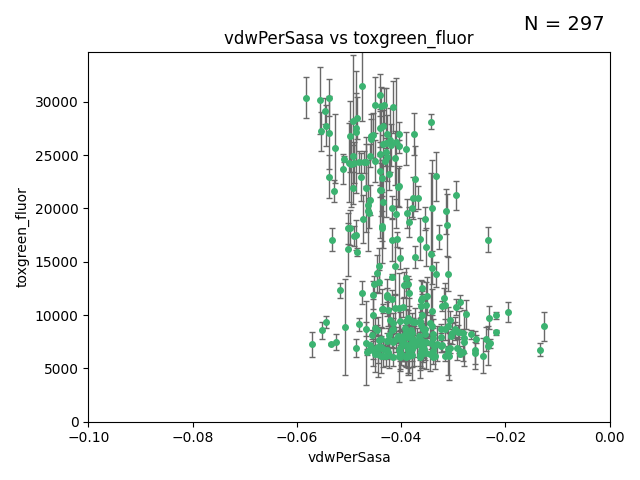 N = 297
vdwPerSasa vs toxgreen_fluor
toxgreen_fluor
30000
25000
20000
15000
10000
5000
0
−0.10 −0.08 −0.06 −0.04 −0.02 0.00
vdwPerSasa